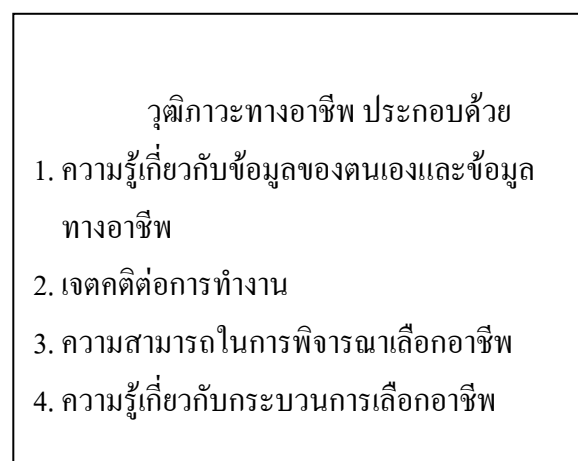 วุฒิภาวะทางอาชีพ ประกอบด้วย
1. ความรู้เกี่ยวกับข้อมูลของตนเองและข้อมูล
ทางอาชีพ
2. เจตคติต่อการทำงาน
3. ความสามารถในการพิจารณาเลือกอาชีพ
4. ความรู้เกี่ยวกับกระบวนการเลือกอาชีพ